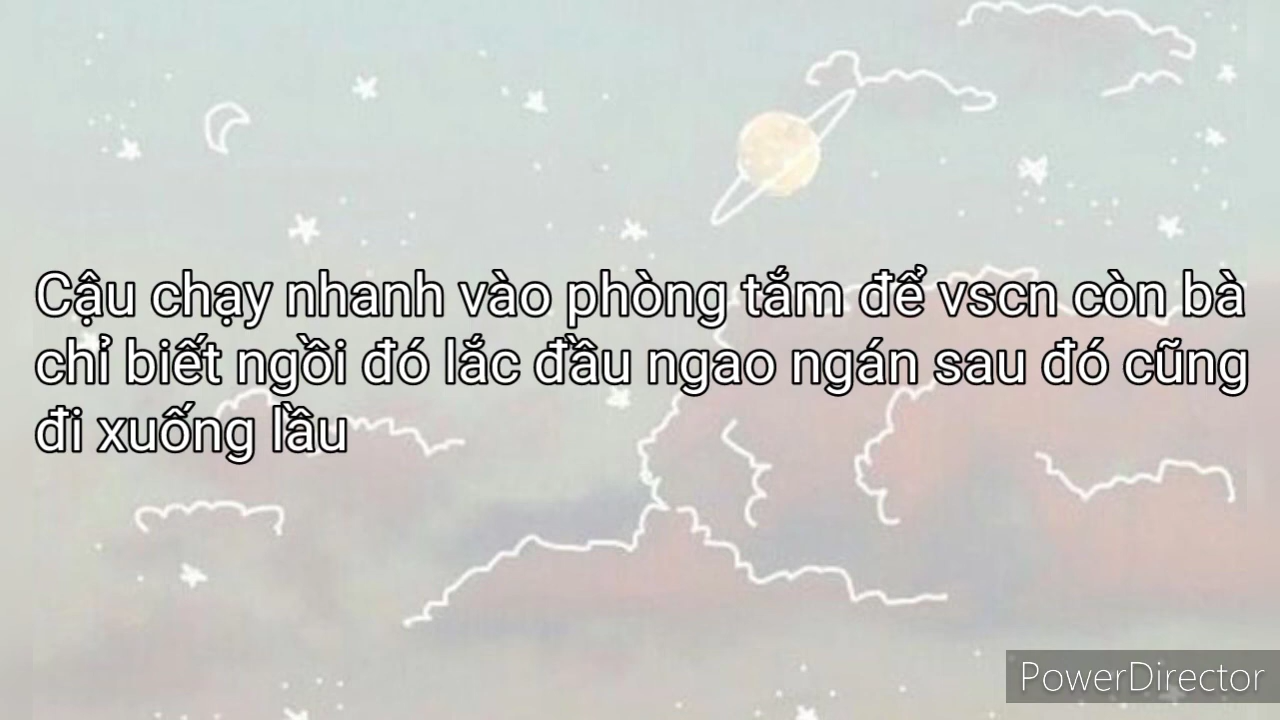 Cậu chạy nhanh vào phòng tắm để vscn còn bà
chỉ biết ngồi đó lắc đầu ngao ngán sau đó cũng
đi xuống lầu
PowerDirector